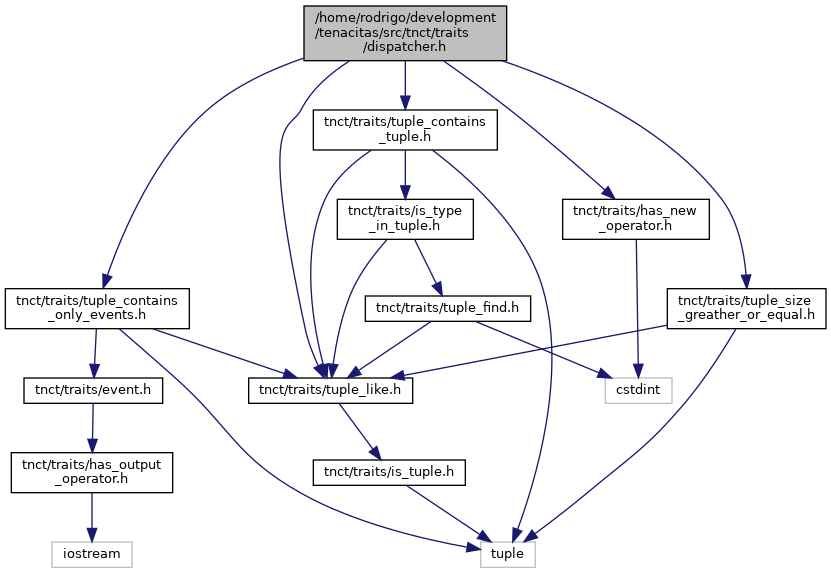 /home/rodrigo/development
/tenacitas/src/tnct/traits
/dispatcher.h
tnct/traits/tuple_contains
_tuple.h
tnct/traits/is_type
_in_tuple.h
tnct/traits/has_new
_operator.h
tnct/traits/tuple_contains
_only_events.h
tnct/traits/tuple_find.h
tnct/traits/tuple_size
_greather_or_equal.h
tnct/traits/event.h
tnct/traits/tuple_like.h
cstdint
tnct/traits/has_output
_operator.h
tnct/traits/is_tuple.h
iostream
tuple